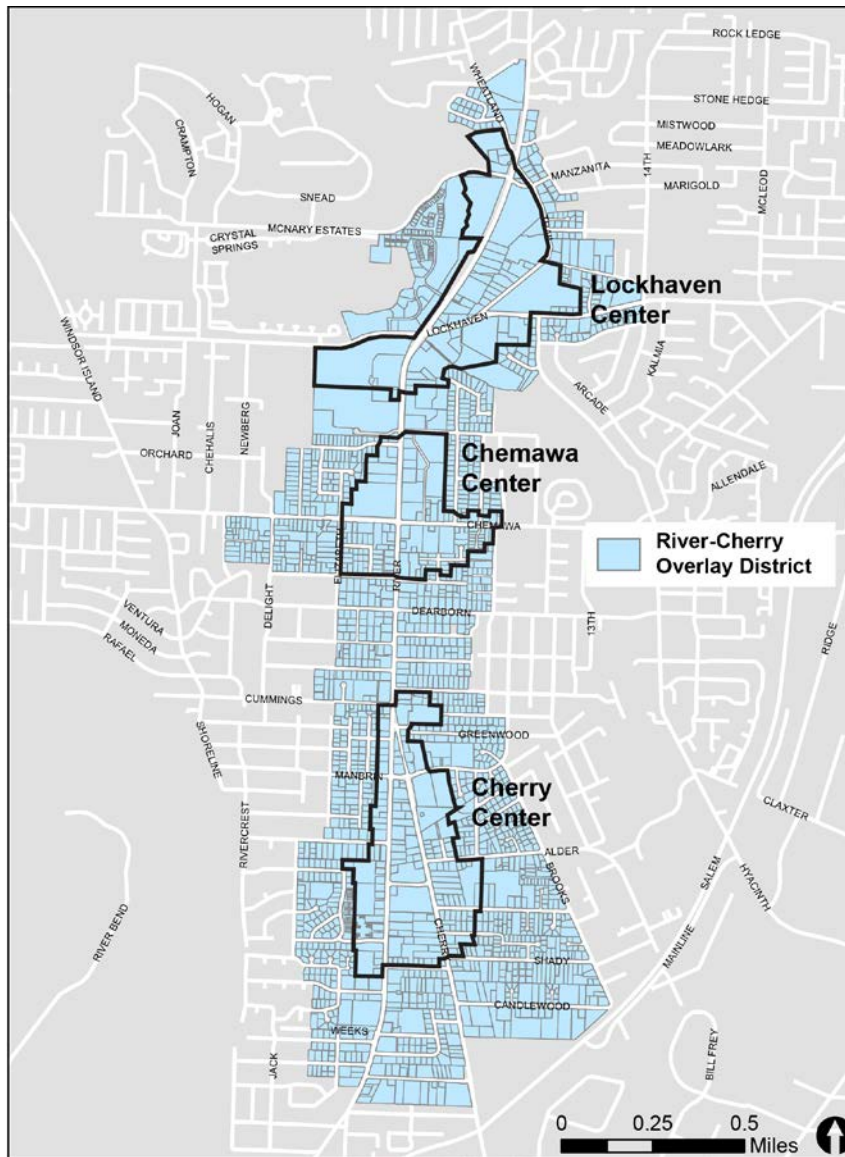 ROCK LEDGE
WHEATLAND
HOGAN
STONE HEDGE
CRAMPTON
MISTWOOD
MEADOWLARK
14TH
MANZANITA
MARIGOLD
MCLEOD
SNEAD
MCNARY ESTATES
CRYSTAL
SPRINGS
Lockhaven
Center
LOCKHAVEN
WINDSOR ISLAND
KALMIA
ARCADE
JOAN
CHEHALIS
NEWBERG
ORCHARD
Chemawa
Center
ALLENDALE
CHEMAWA
River-Cherry
Overlay District
ELIZABETH
RIVER
DELIGHT
DEARBORN
13TH
VENTURA
MONEDA
RAFAEL
RIDGE
CUMMINGS
GREENWOOD
SHORELINE
MANBRIN
Cherry
Center
CLAXTER
RIVERCREST
ALDER
BROOKS
SALEM
HYACINTH
MAINLINE
RIVER BEND
CHERRY
SHADY
CANDLEWOOD
WEEKS
JACK
BILL FREY
0 0.25 0.5
Miles